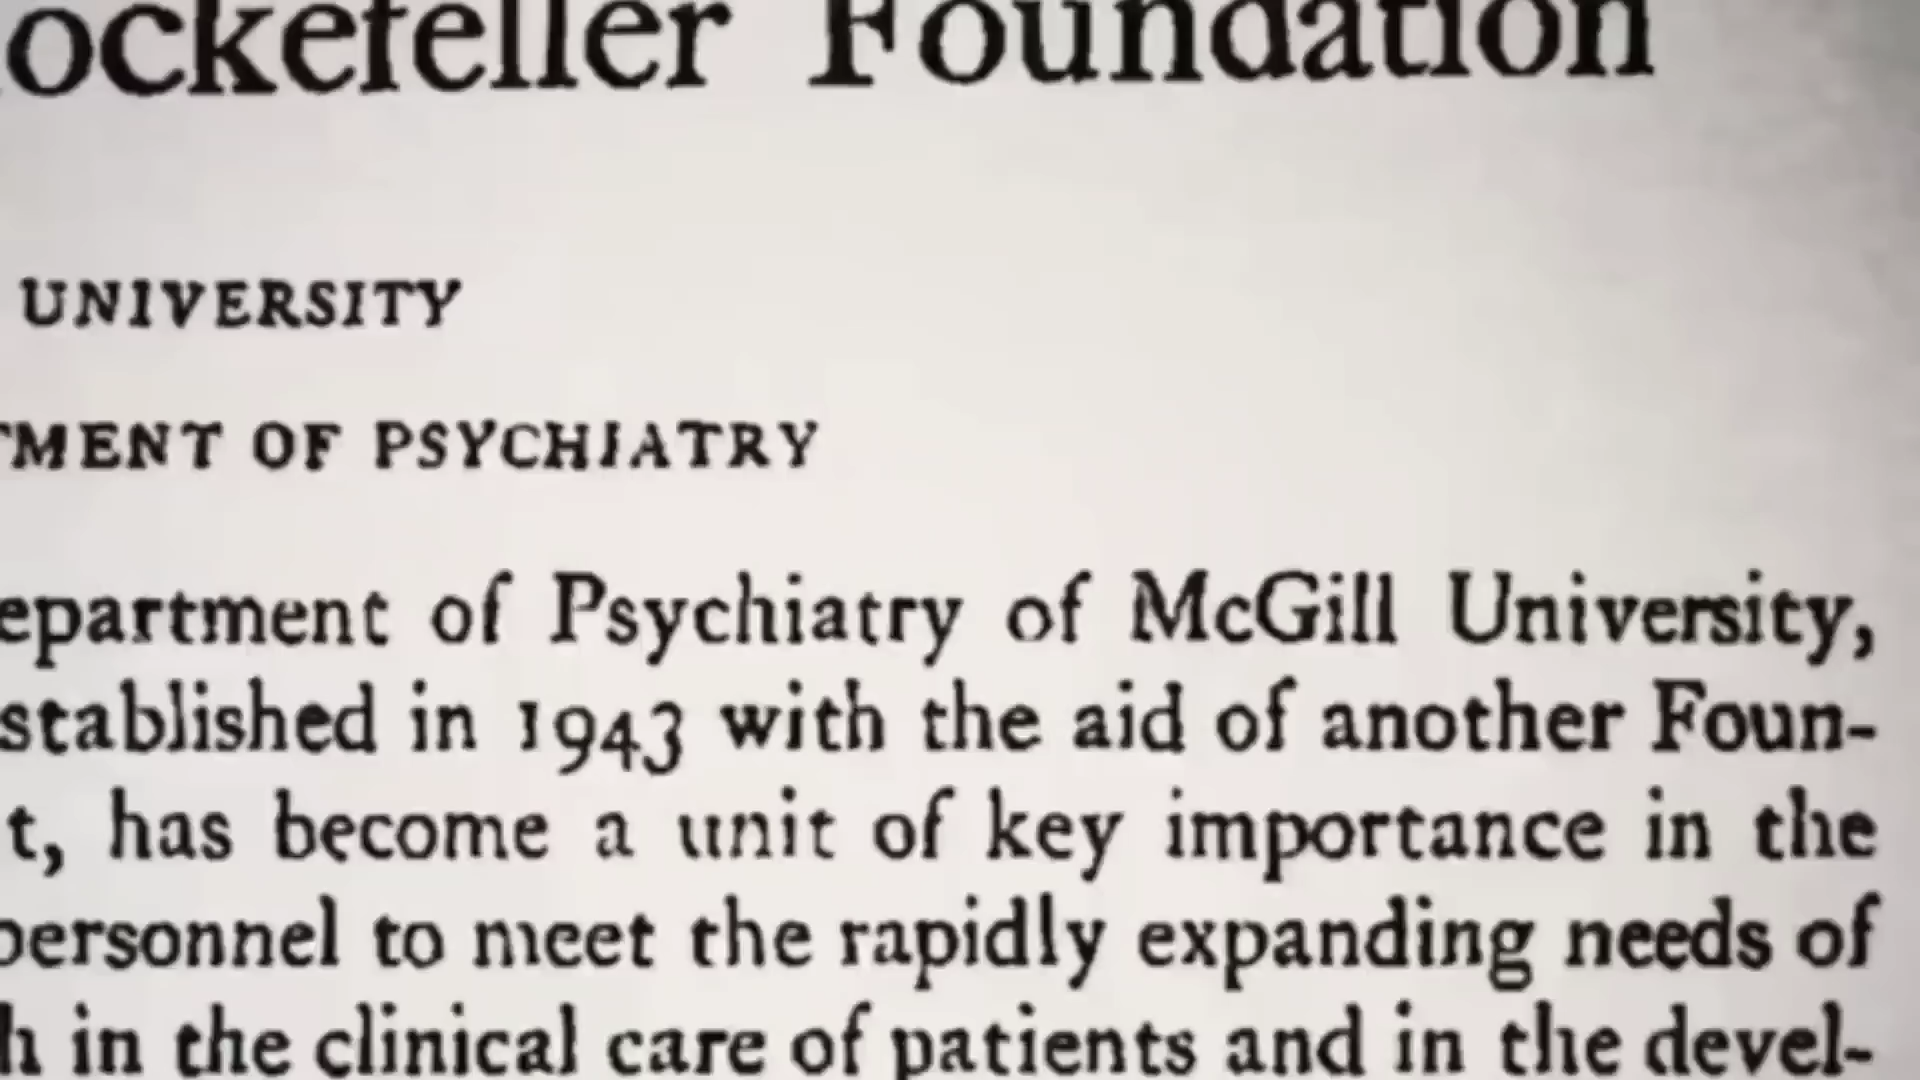 ockefeller Foundation
UNIVERSITY
TMENT OF PSYCHIATRY
epartment of Psychiatry of McGill University,
stablished in 1943 with the aid of another Foun-
t, has become a unit of key importance in the
personnel to meet the rapidly expanding needs of
h in the clinical care of patients and in the devel-